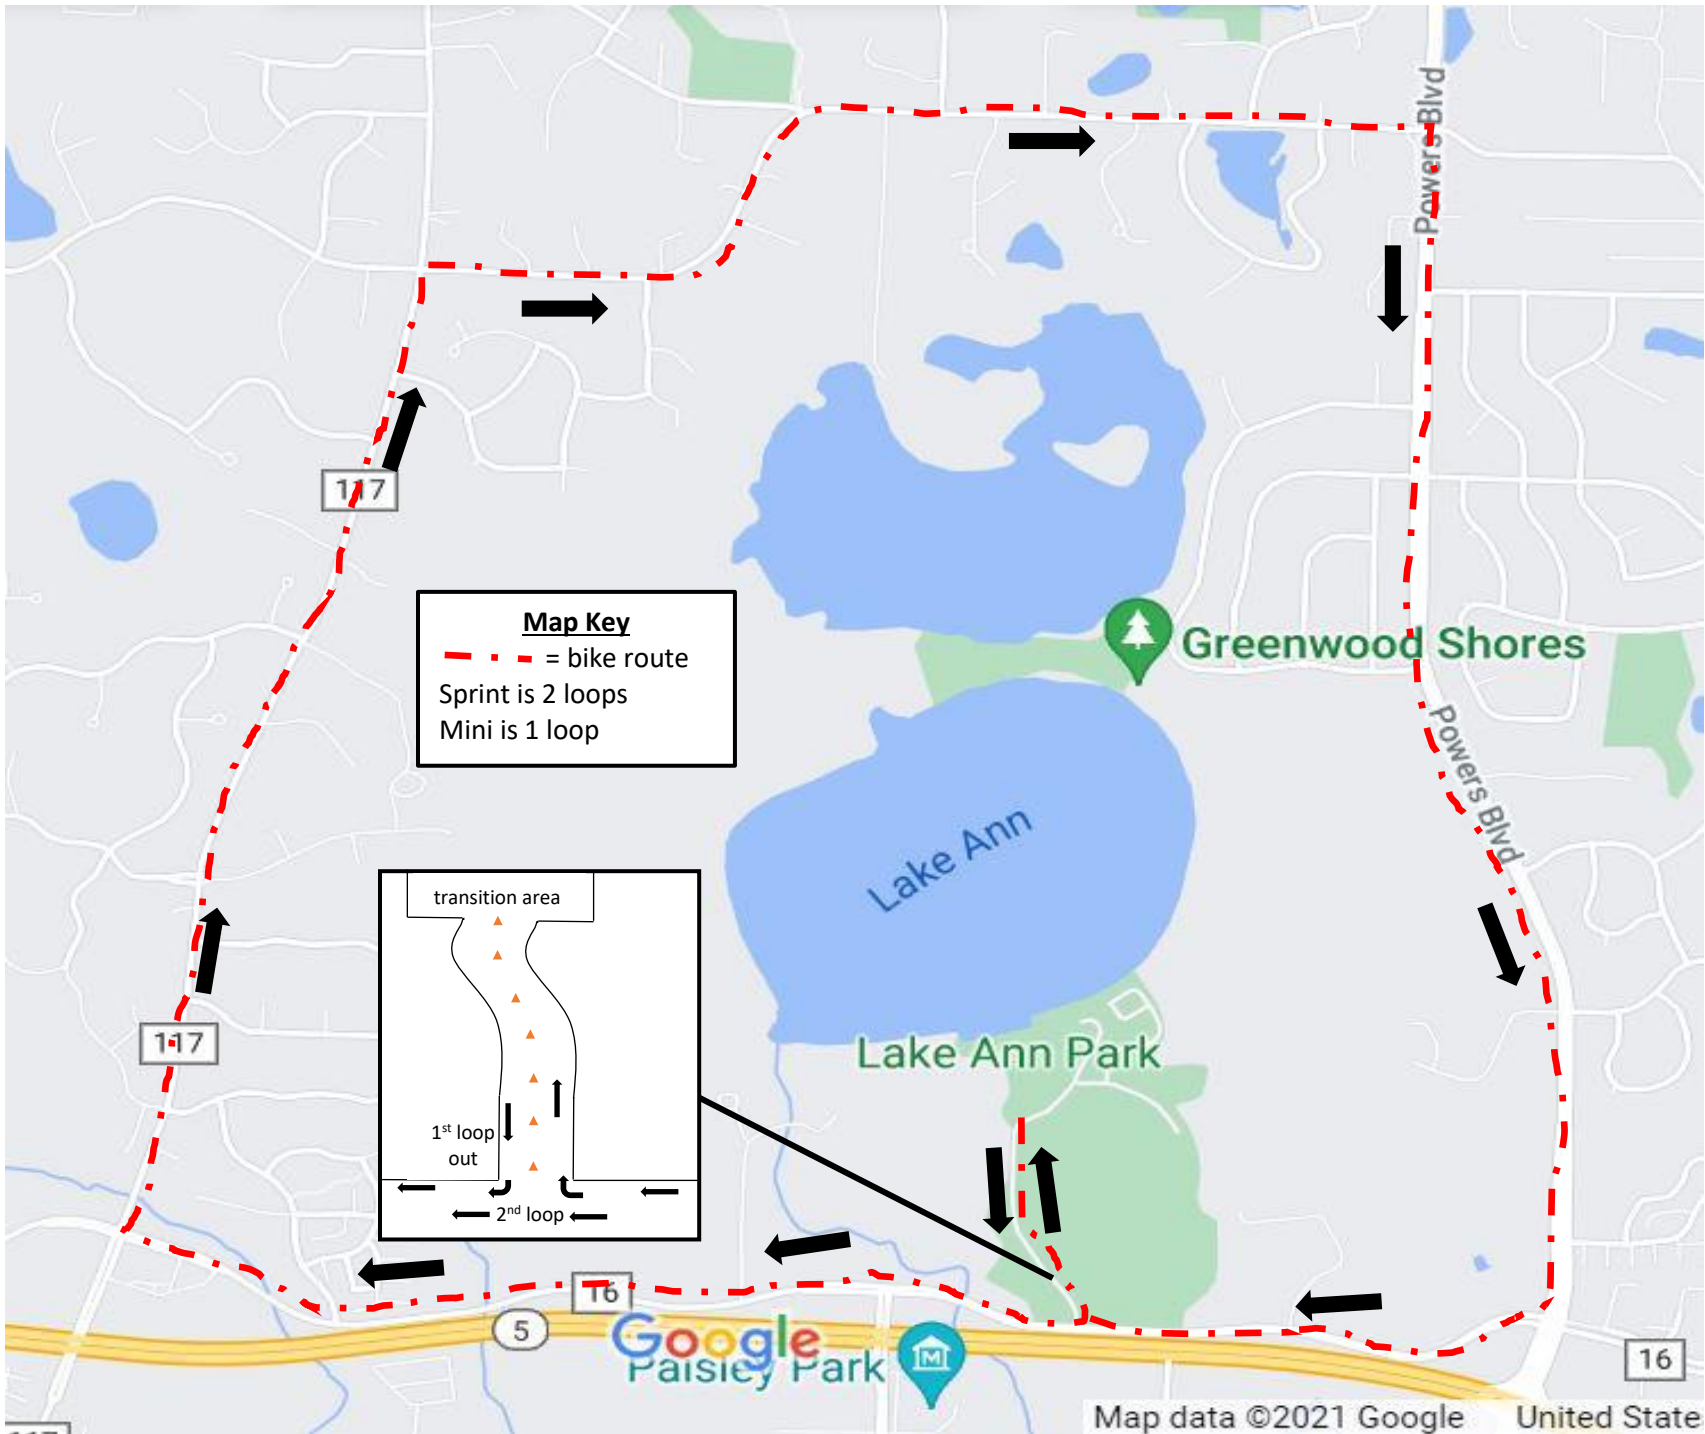 Powers Blvd
117
Map Key
= bike route
Sprint is 2 loops
Mini is 1 loop
Greenwood Shores
Powers Blvd
Lake Ann
transition area
117
Lake Ann Park
1st loop
out
2nd loop
16
5
Google
Paisley Park
M
16
Map data ©2021 Google United State